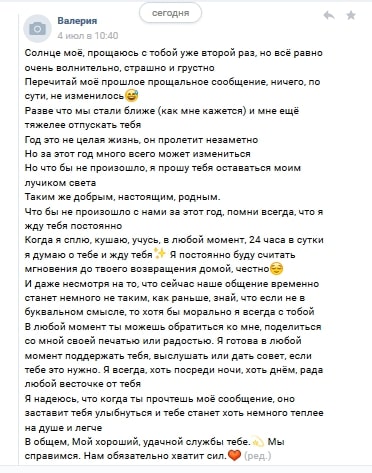 сегодня
Валерия
4 июл в 10:40
Солнце моё, прощаюсь с тобой уже второй раз, но всё равно
очень волнительно, страшно и грустно
Перечитай моё прошлое прощальное сообщение, ничего, по
сути, не изменилось😅
Разве что мы стали ближе (как мне кажется) и мне ещё
тяжелее отпускать тебя
Год это не целая жизнь, он пролетит незаметно
Но за этот год много всего может измениться
Но что бы не произошло, я прошу тебя оставаться моим
лучиком света
Таким же добрым, настоящим, родным.
Что бы не произошло с нами за этот год, помни всегда, что я
жду тебя постоянно
Когда я сплю, кушаю, учусь, в любой момент, 24 часа в сутки
я думаю о тебе и жду тебя✨ Я постоянно буду считать
мгновения до твоего возвращения домой, честно😌
И даже несмотря на то, что сейчас наше общение временно
станет немного не таким, как раньше, знай, что если не в
буквальном смысле, то хотя бы морально я всегда с тобой
В любой момент ты можешь обратиться ко мне, поделиться
со мной своей печатью или радостью. Я готова в любой
момент поддержать тебя, выслушать или дать совет, если
тебе это нужно. Я всегда, хоть посреди ночи, хоть днём, рада
любой весточке от тебя
Я надеюсь, что когда ты прочтешь моё сообщение, оно
заставит тебя улыбнуться и тебе станет хоть немного теплее
на душе и легче
В общем, Мой хороший, удачной службы тебе.💫 Мы
справимся. Нам обязательно хватит сил.❤️ (ред.)